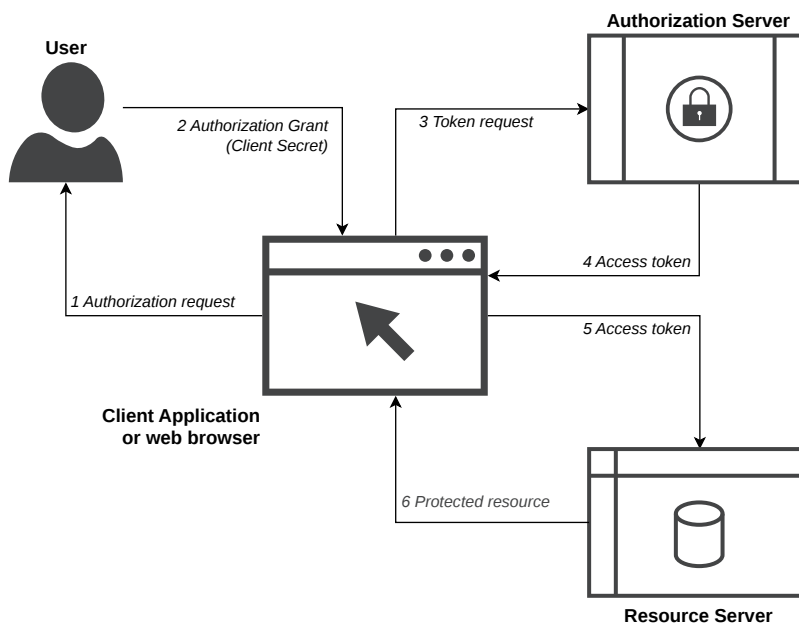 Authorization Server
User
2 Authorization Grant
(Client Secret)
3 Token request
4 Access token
1 Authorization request
5 Access token
Client Application
or web browser
6 Protected resource
Resource Server